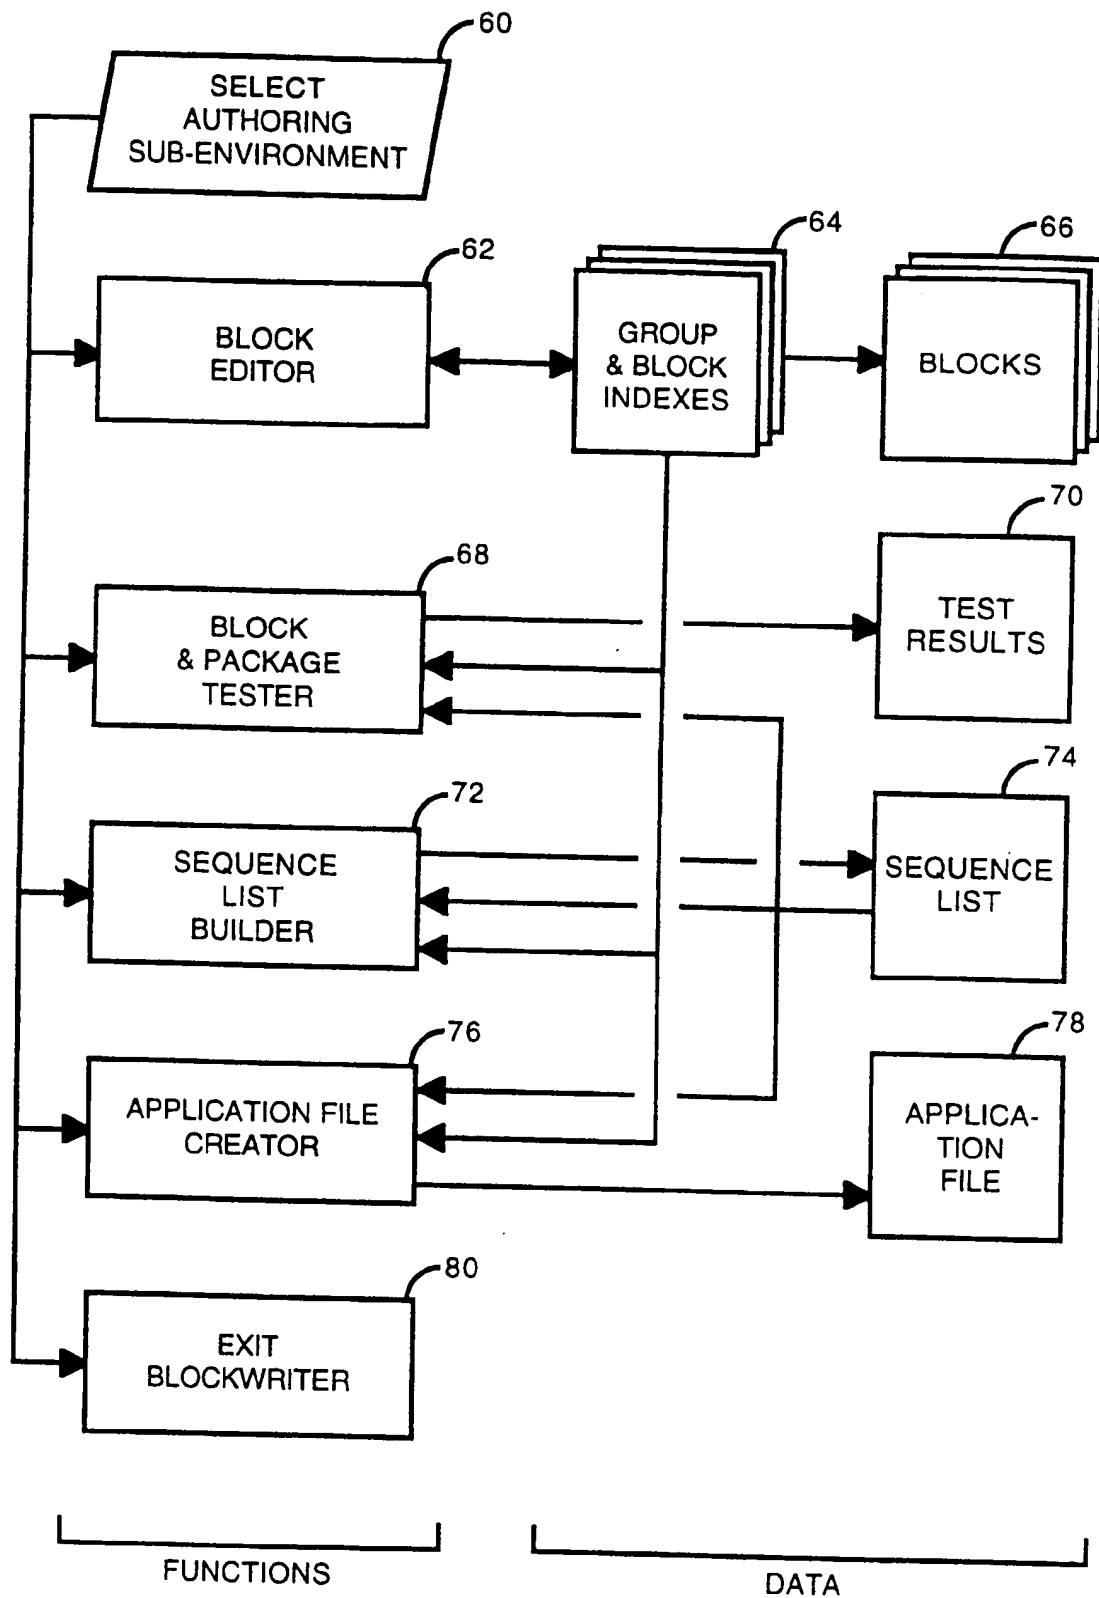 60
SELECT
AUTHORING
SUB-ENVIRONMENT
62
BLOCK
EDITOR
64
GROUP
& BLOCK
INDEXES
66
BLOCKS
68
BLOCK
& PACKAGE
TESTER
70
TEST
RESULTS
72
SEQUENCE
LIST
BUILDER
74
SEQUENCE
LIST
76
APPLICATION FILE
CREATOR
78
APPLICA-
TION
FILE
80
EXIT
BLOCKWRITER
FUNCTIONS
DATA